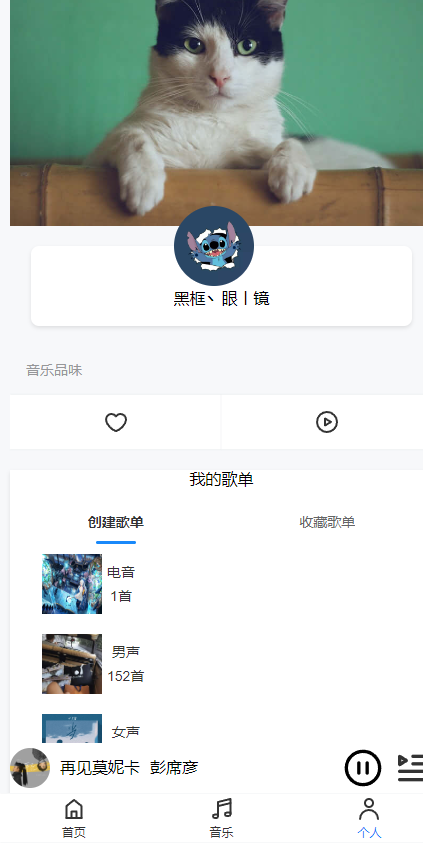 黑框丶眼丨镜
音乐品味
我的歌单
创建歌单 收藏歌单
电音
1首
男声
152首
女声
再见莫妮卡 彭席彦
首页 音乐 个人